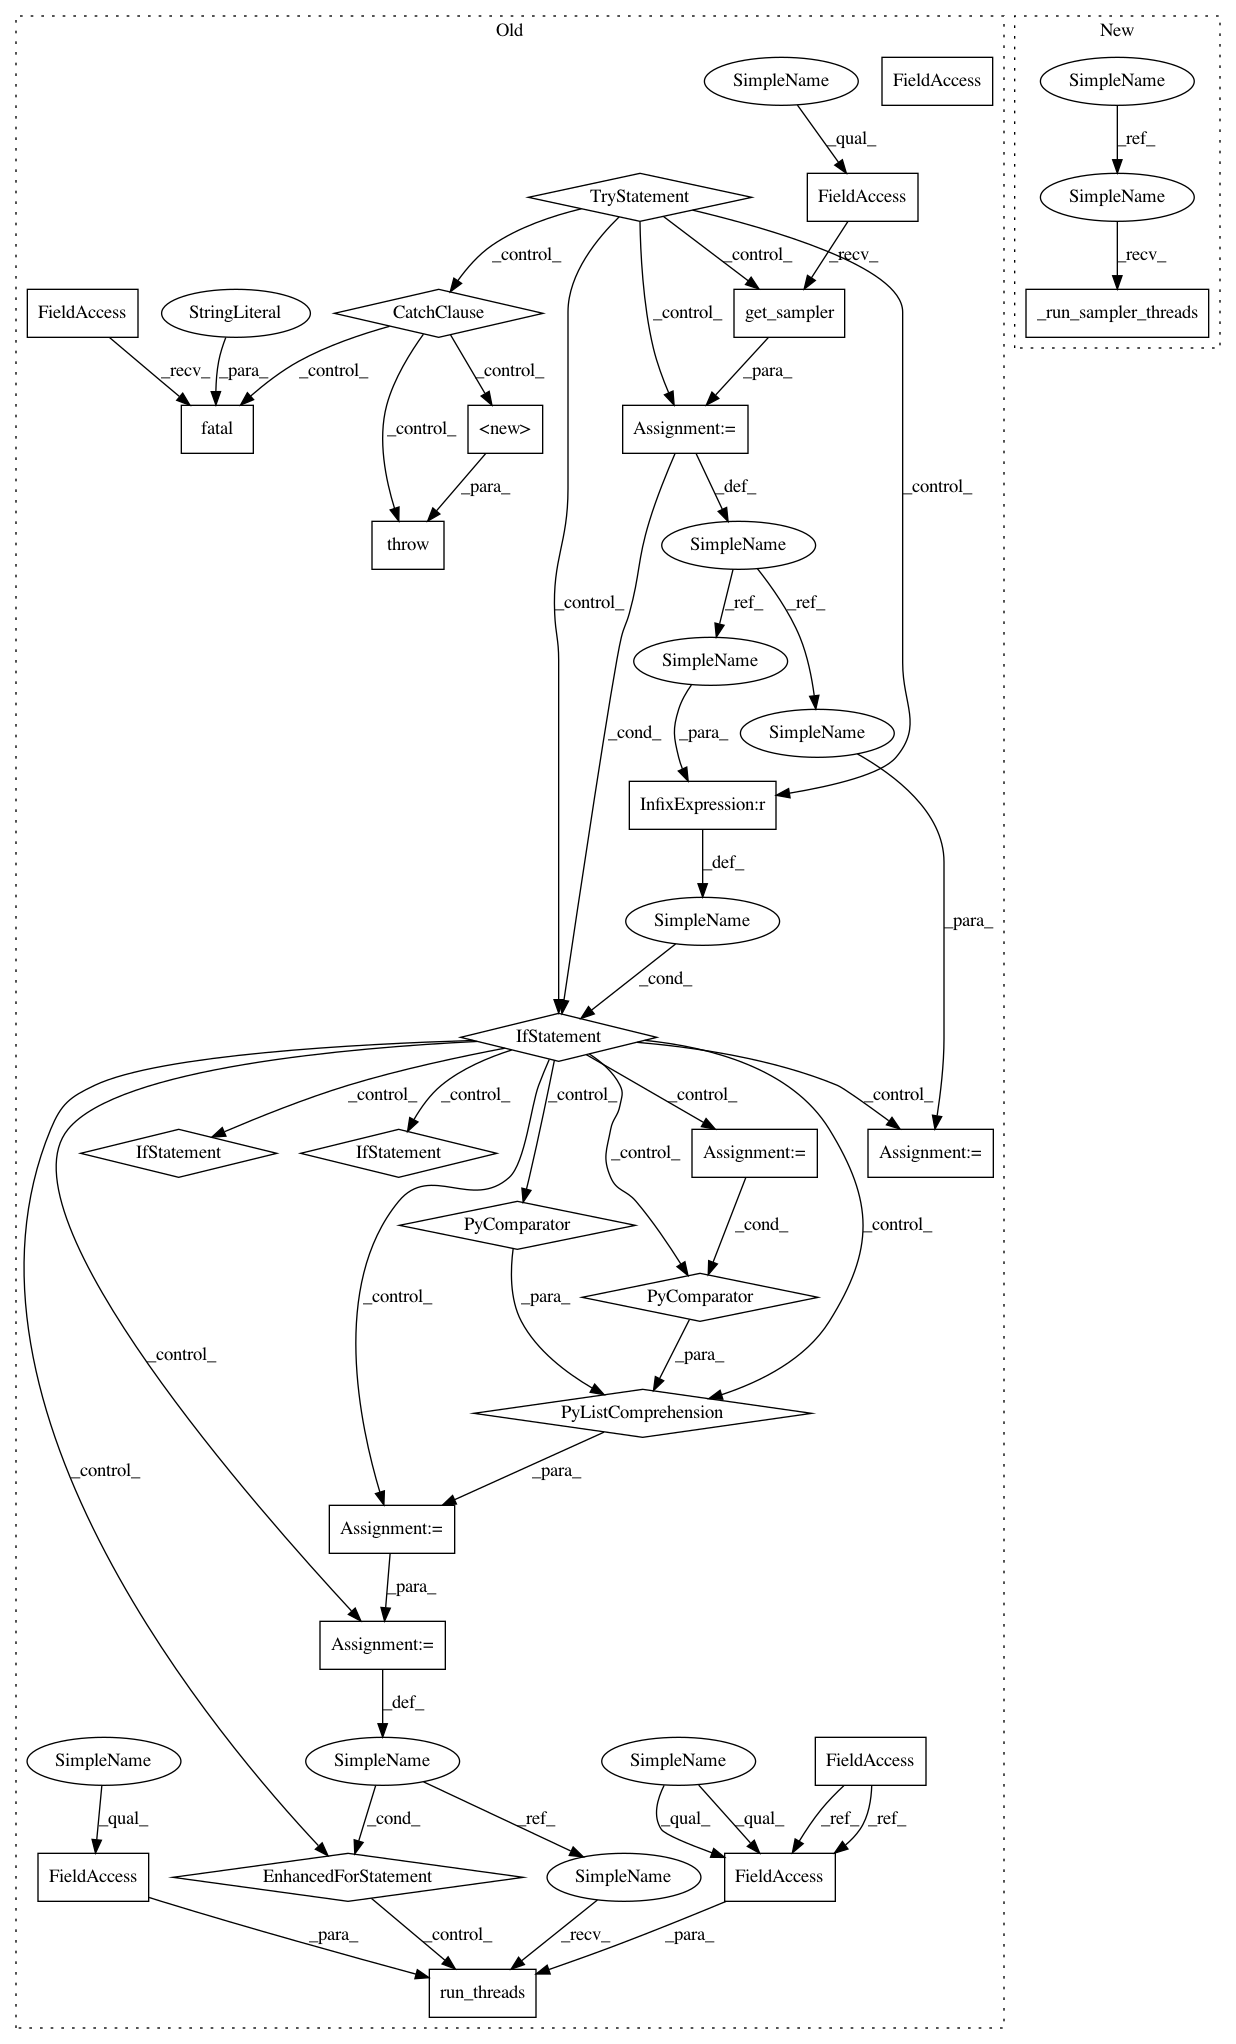 Old
New
SimpleName
FieldAccess
SimpleName
_qual_
_ref_
TryStatement
FieldAccess
SimpleName
_control_
_control_
_recv_
_recv_
FieldAccess
StringLiteral
CatchClause
_control_
get_sampler
_run_sampler_threads
_recv_
_para_
_control_
_control_
_para_
fatal
_control_
<new>
Assignment:=
_para_
_def_
_control_
throw
SimpleName
_control_
_ref_
_ref_
SimpleName
SimpleName
_cond_
_para_
InfixExpression:r
_def_
SimpleName
_para_
_cond_
IfStatement
_control_
_control_
_control_
_control_
_control_
IfStatement
IfStatement
_control_
Assignment:=
Assignment:=
PyComparator
_cond_
_control_
_control_
_para_
PyComparator
_control_
_para_
PyListComprehension
_control_
_para_
Assignment:=
_para_
Assignment:=
_def_
SimpleName
SimpleName
SimpleName
FieldAccess
_qual_
_cond_
_ref_
_qual_
_qual_
_ref_
_ref_
FieldAccess
EnhancedForStatement
SimpleName
FieldAccess
_para_
_control_
_recv_
_para_
run_threads